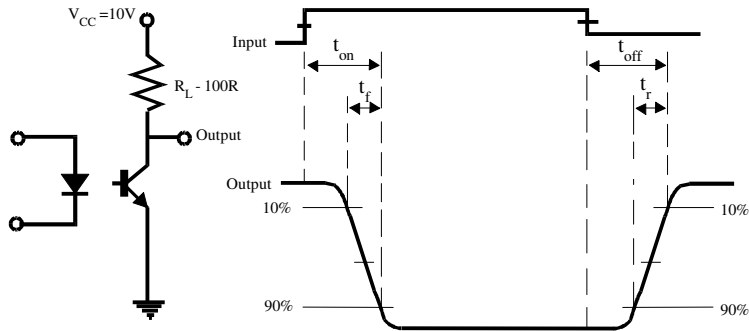 V_CC =10V
R_L - 100R
Output
Input
t_on
t_off
t_f
t_r
Output
10%
10%
90%
90%